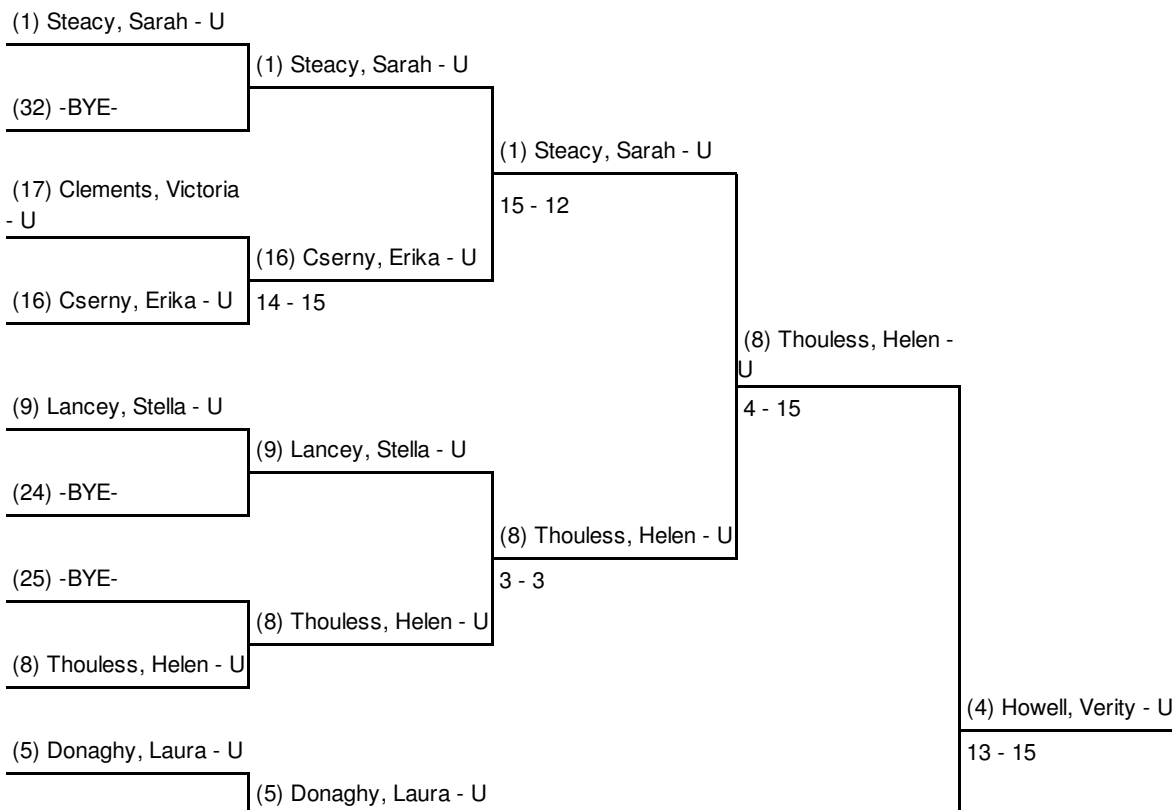 (1) Steacy, Sarah - U
(1) Steacy, Sarah - U
(32) -BYE-
(1) Steacy, Sarah - U
(17) Clements, Victoria
- U
15 - 12
(16) Cserny, Erika - U
(16) Cserny, Erika - U
14 - 15
(8) Thouless, Helen -
U
(9) Lancey, Stella - U
4 - 15
(9) Lancey, Stella - U
(24) -BYE-
(8) Thouless, Helen - U
(25) -BYE-
3 - 3
(8) Thouless, Helen - U
(8) Thouless, Helen - U
(4) Howell, Verity - U
(5) Donaghy, Laura - U
13 - 15
(5) Donaghy, Laura - U